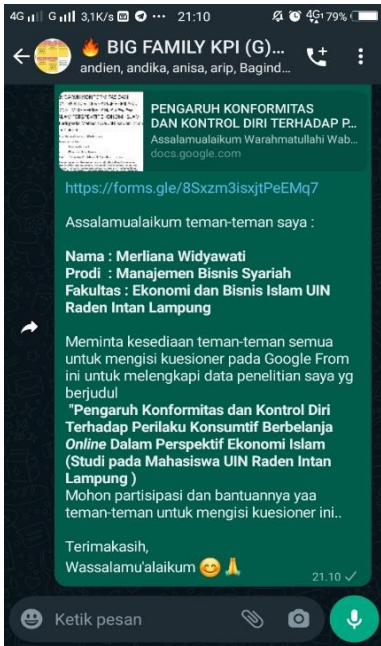 4G G 3,1K/s ··· 21:10 4G1 79%
🔥 BIG FAMILY KPI (G)...
andien, andika, anisa, arip, Bagind...
PENGARUH KONFORMITAS
DAN KONTROL DIRI TERHADAP P...
Assalamualaikum Warahmatullahi Wab...
docs.google.com
https://forms.gle/8Sxzm3isxjtPeEMq7
Assalamualaikum teman-teman saya :
Nama : Merliana Widyawati
Prodi : Manajemen Bisnis Syariah
Fakultas : Ekonomi dan Bisnis Islam UIN
Raden Intan Lampung
Meminta kesediaan teman-teman semua
untuk mengisi kuesioner pada Google From
ini untuk melengkapi data penelitian saya yg
berjudul
"Pengaruh Konformitas dan Kontrol Diri
Terhadap Perilaku Konsumtif Berbelanja
Online Dalam Perspektif Ekonomi Islam
(Studi pada Mahasiswa UIN Raden Intan
Lampung )
Mohon partisipasi dan bantuannya yaa
teman-teman untuk mengisi kuesioner ini..
Terimakasih,
Wassalamu'alaikum 😊🙏
21.10
Ketik pesan